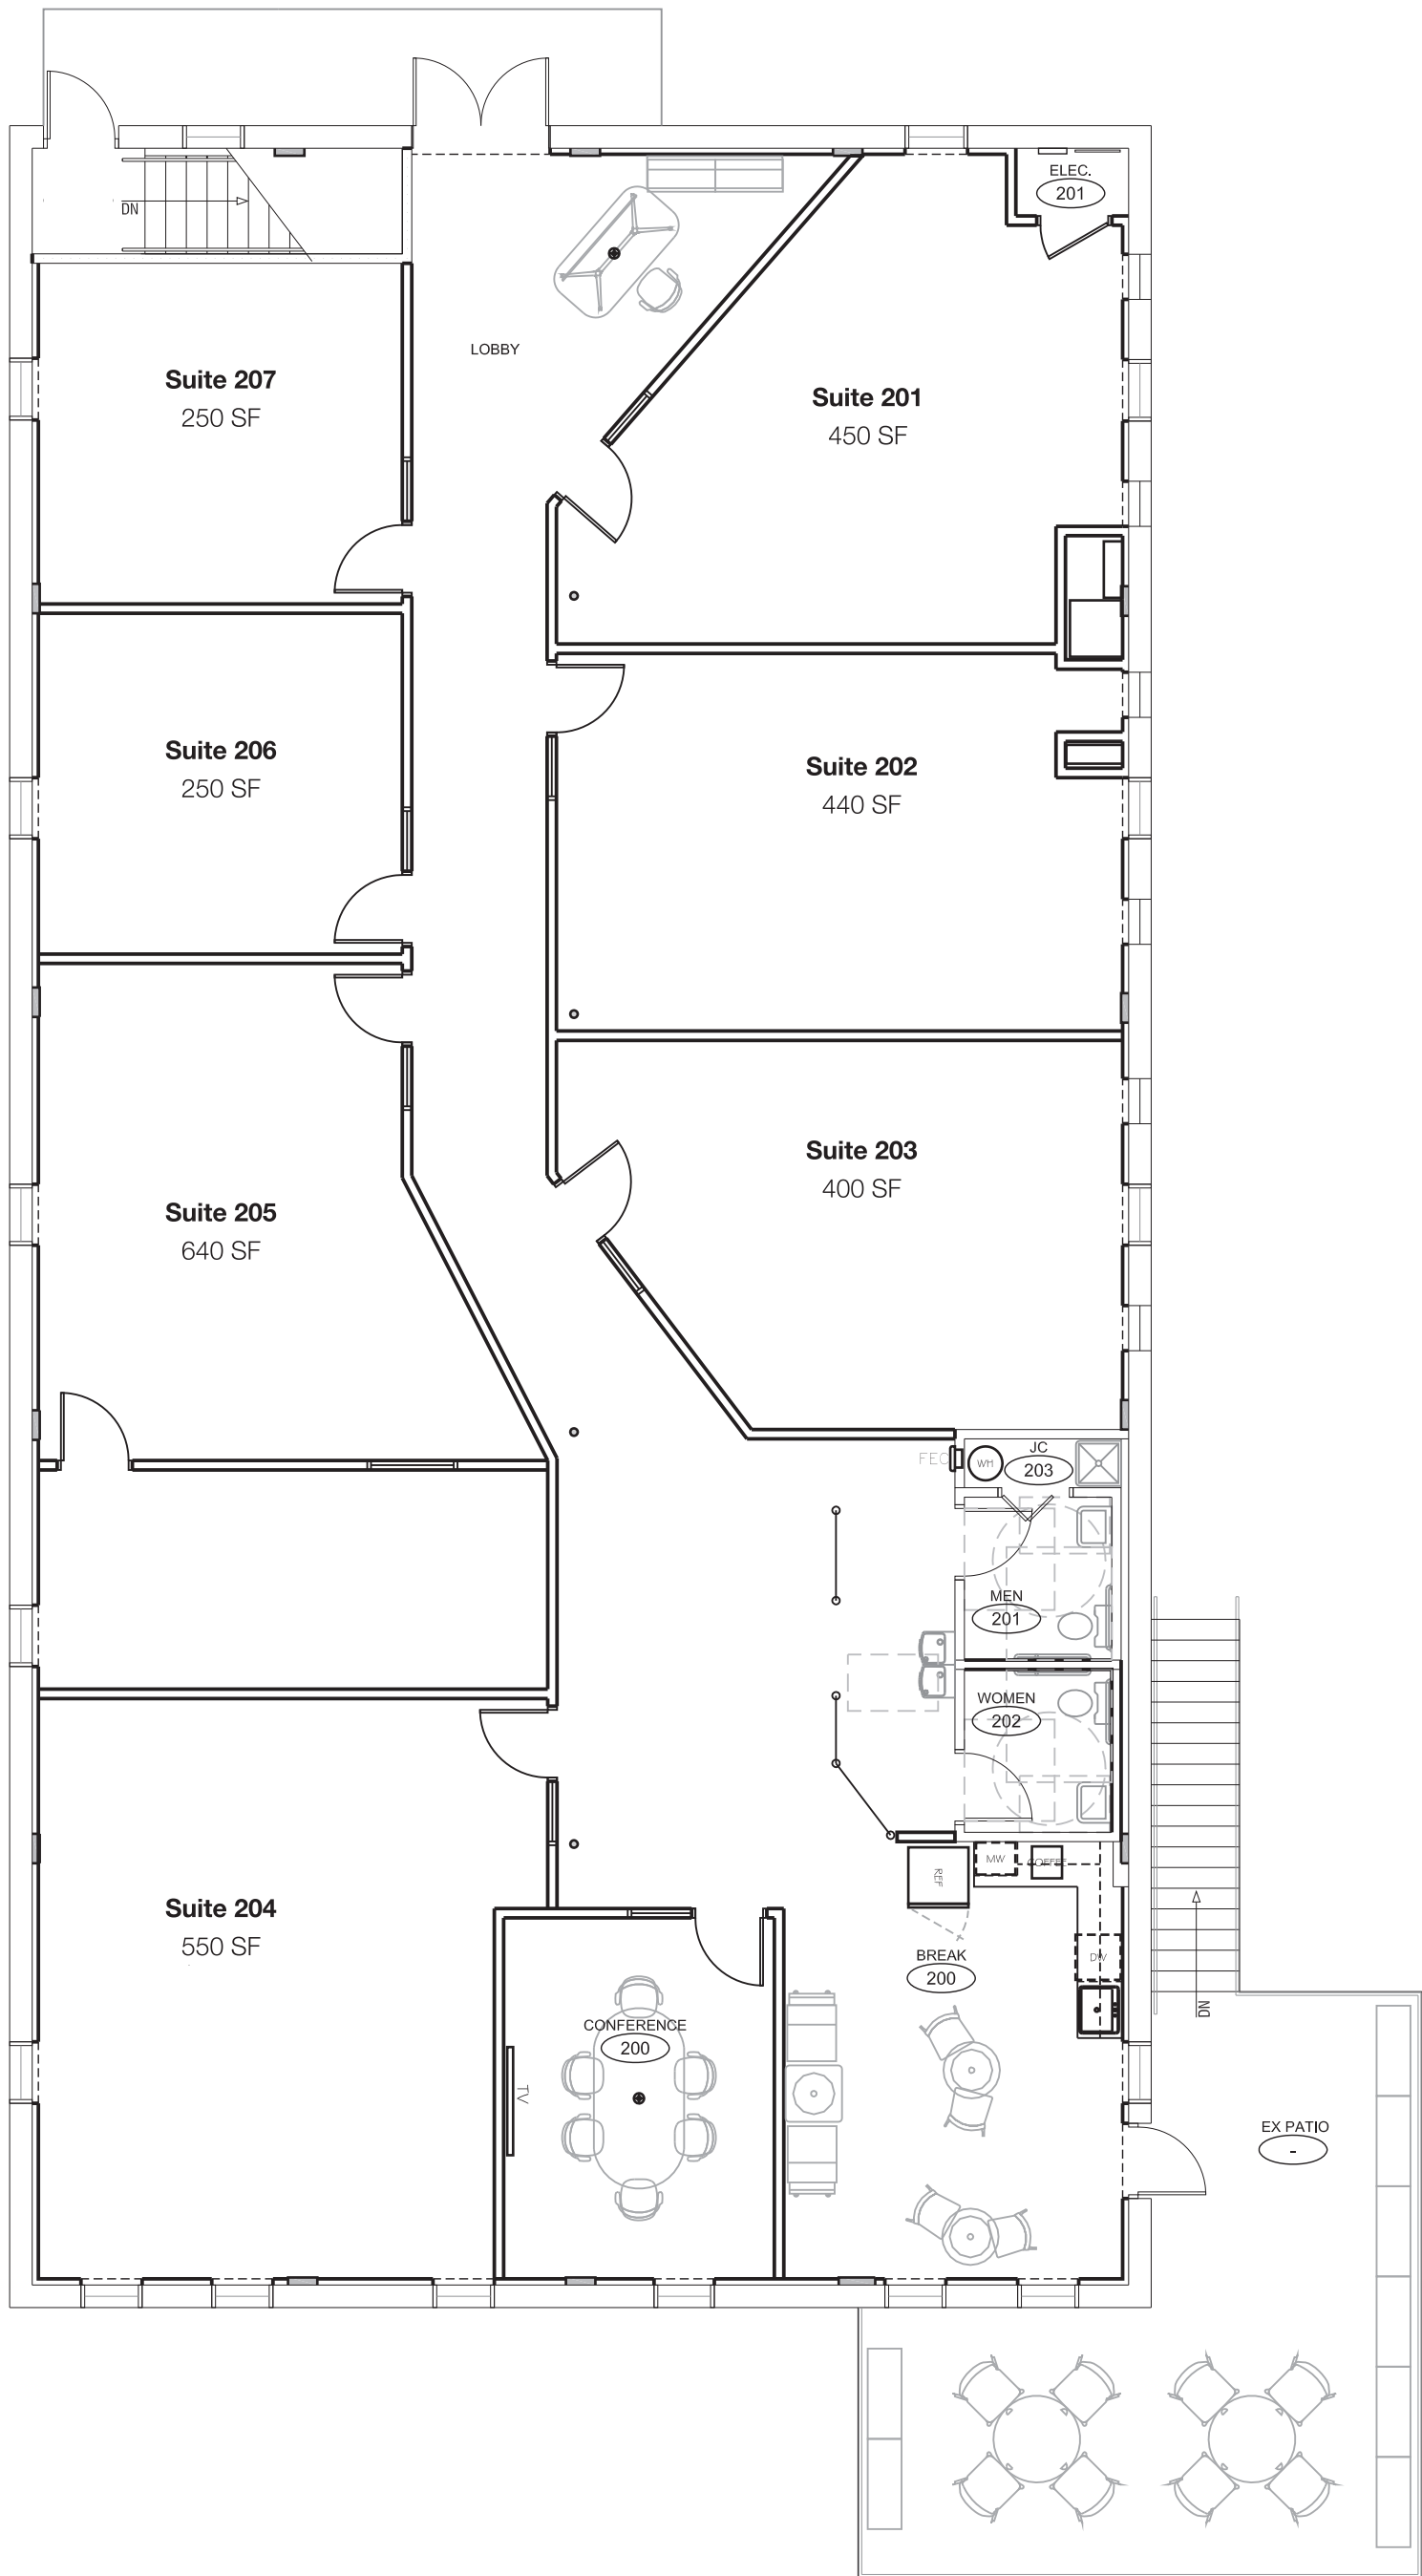 ELEC.
201
DN
LOBBY
Suite 207
250 SF
Suite 201
450 SF
Suite 206
250 SF
Suite 202
440 SF
Suite 203
400 SF
Suite 205
640 SF
FEC
WH
JC
203
MEN
201
WOMEN
202
MW
COFFEE
REF
Suite 204
550 SF
BREAK
200
DW
DN
CONFERENCE
200
TV
EX PATIO
-